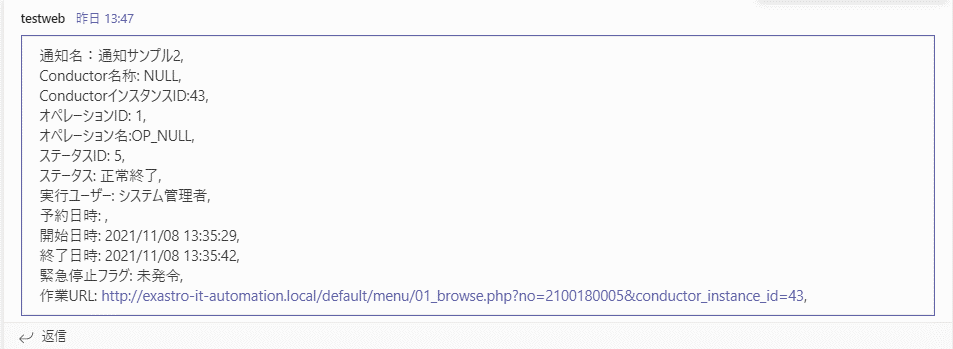 testweb 昨日 13:47
通知名：通知サンプル2,
Conductor名称: NULL,
ConductorインスタンスID:43,
オペレーションID: 1,
オペレーション名:OP_NULL,
ステータスID: 5,
ステータス: 正常終了,
実行ユーザー: システム管理者,
予約日時: ,
開始日時: 2021/11/08 13:35:29,
終了日時: 2021/11/08 13:35:42,
緊急停止フラグ: 未発令,
作業URL: http://exastro-it-automation.local/default/menu/01_browse.php?no=2100180005&conductor_instance_id=43,
返信